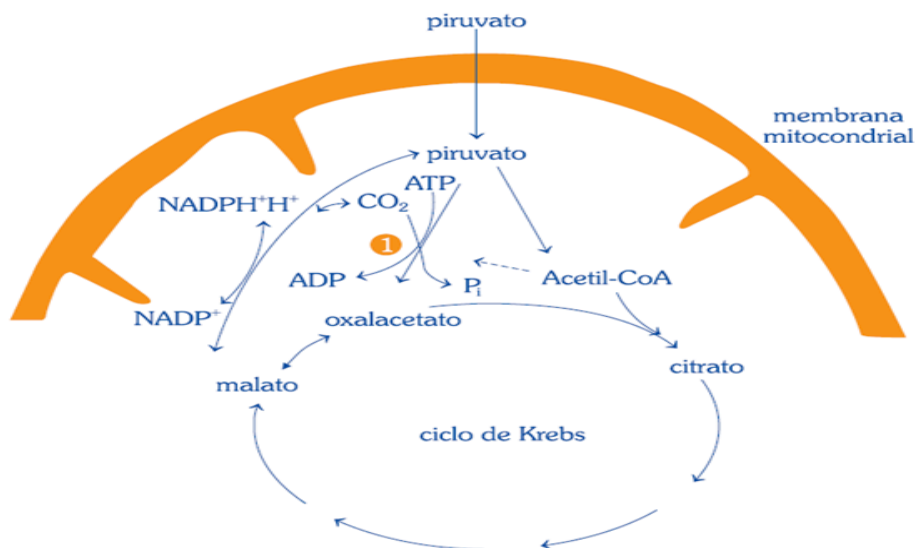 piruvato
membrana
mitocondrial
piruvato
ATP
NADPH⁺H⁺
CO₂
1
ADP
Pᵢ
Acetil-CoA
NADP⁺
oxalacetato
citrato
malato
ciclo de Krebs